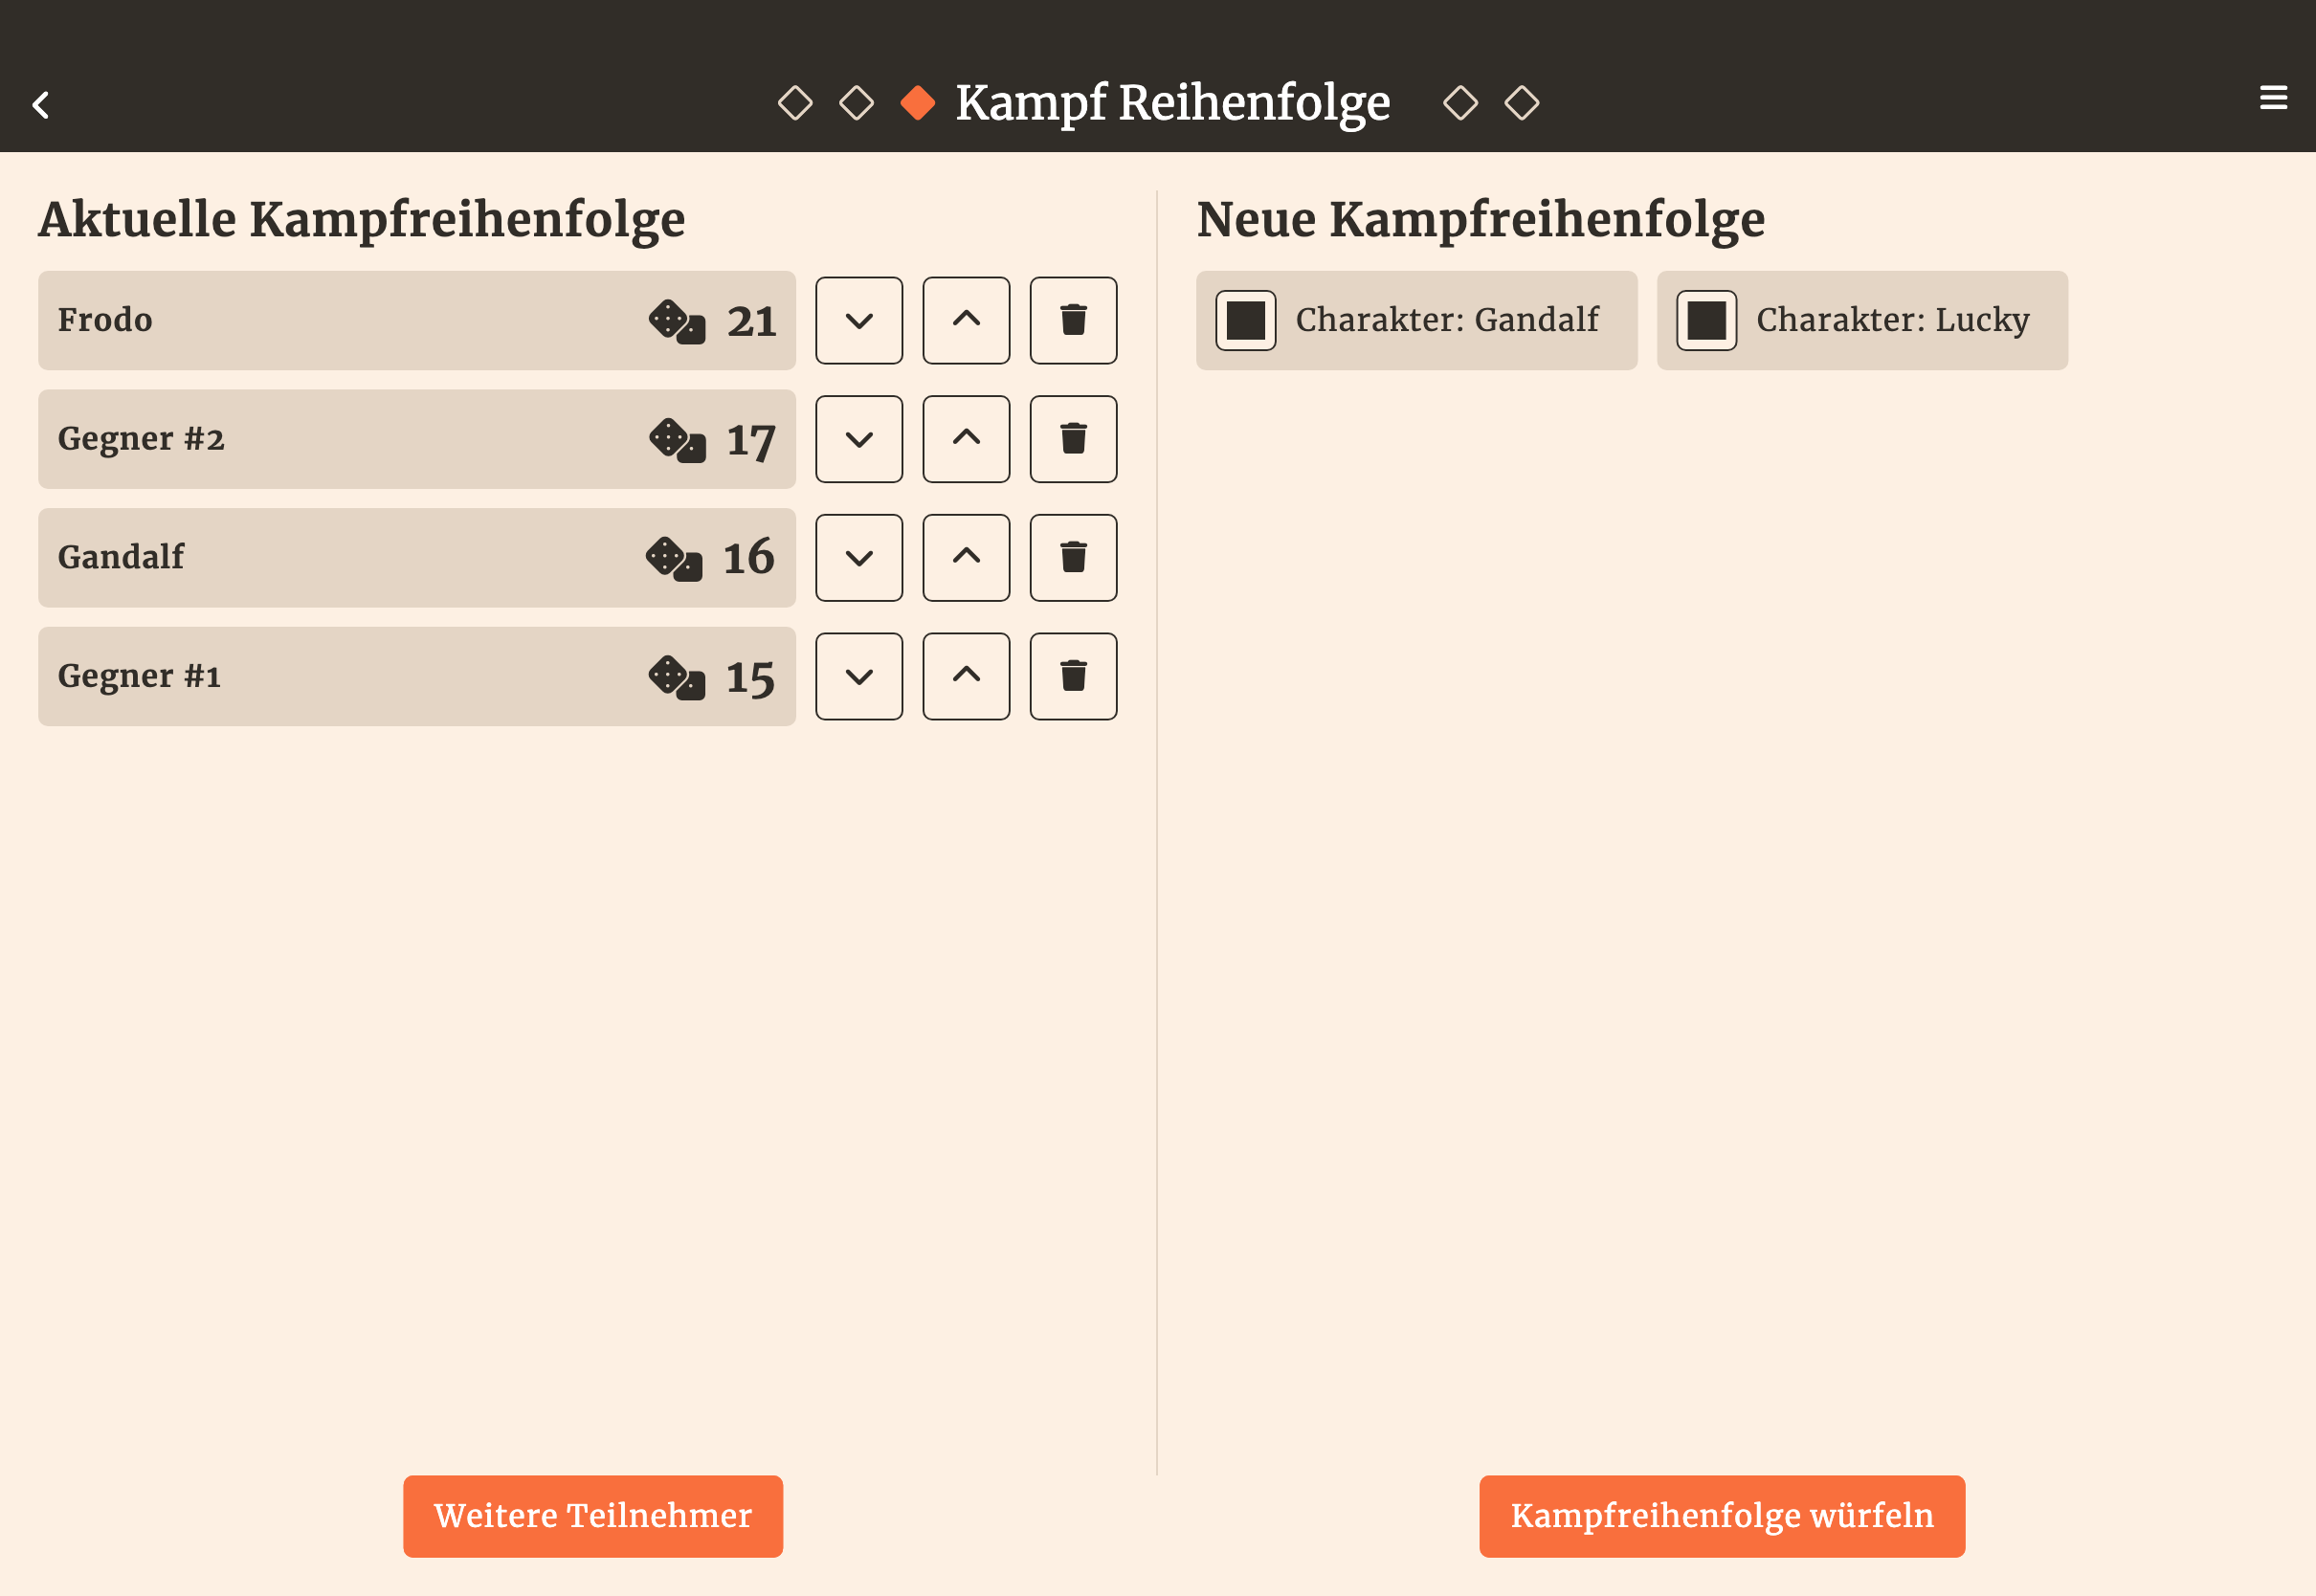 Kampf Reihenfolge
Aktuelle Kampfreihenfolge
Frodo 21
Gegner #2 17
Gandalf 16
Gegner #1 15
Weitere Teilnehmer
Neue Kampfreihenfolge
Charakter: Gandalf
Charakter: Lucky
Kampfreihenfolge würfeln